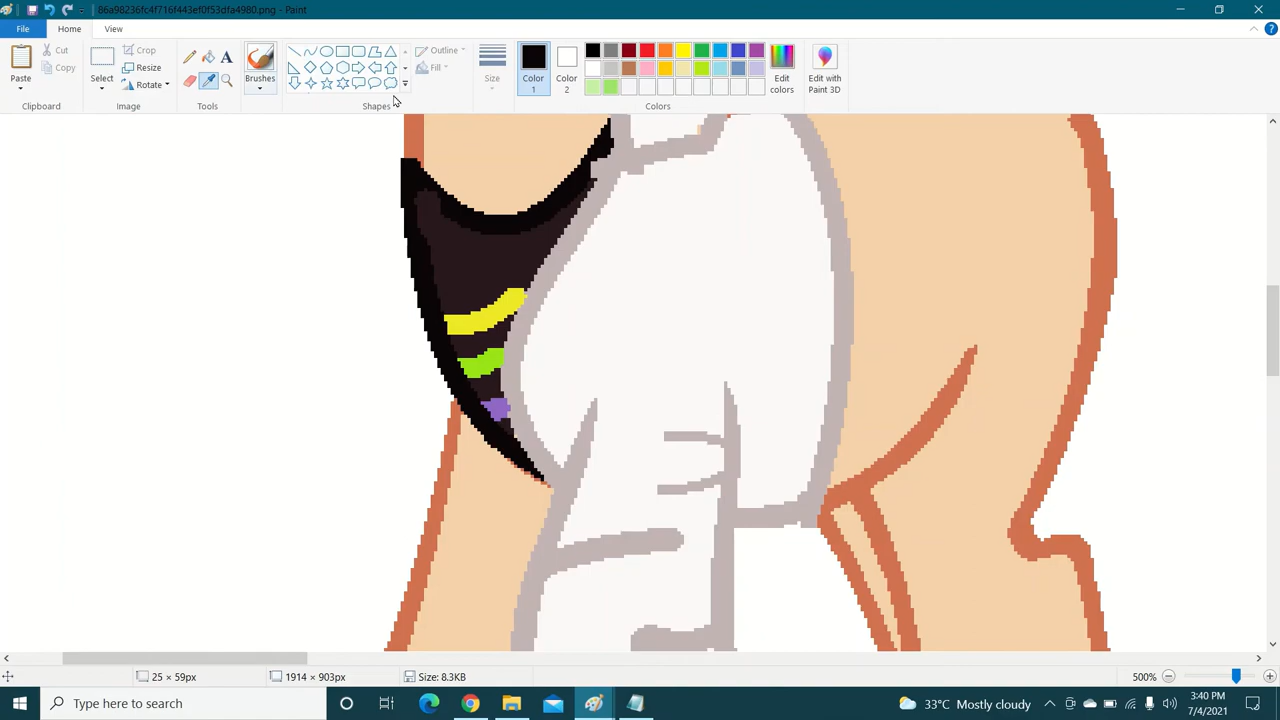 86a98236fc4f716f443ef0f53dfa4980.png - Paint
File Home View
Paste Cut Copy Clipboard
Select Crop Resize Rotate Image
Tools
Brushes
Outline Fill Shapes
Size
Color 1 Color 2
Edit colors Colors
Edit with Paint 3D
25 × 59px 1914 × 903px Size: 8.3KB 500%
Type here to search 33°C Mostly cloudy 3:40 PM
7/4/2021